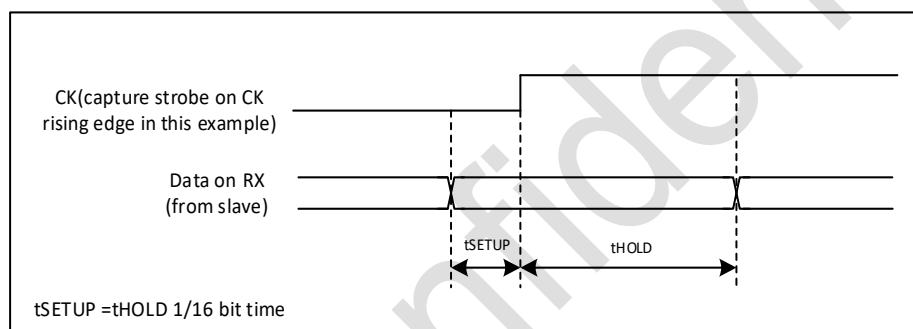 CK(capture strobe on CK
rising edge in this example)
Data on RX
(from slave)
tSETUP
tHOLD
tSETUP =tHOLD 1/16 bit time